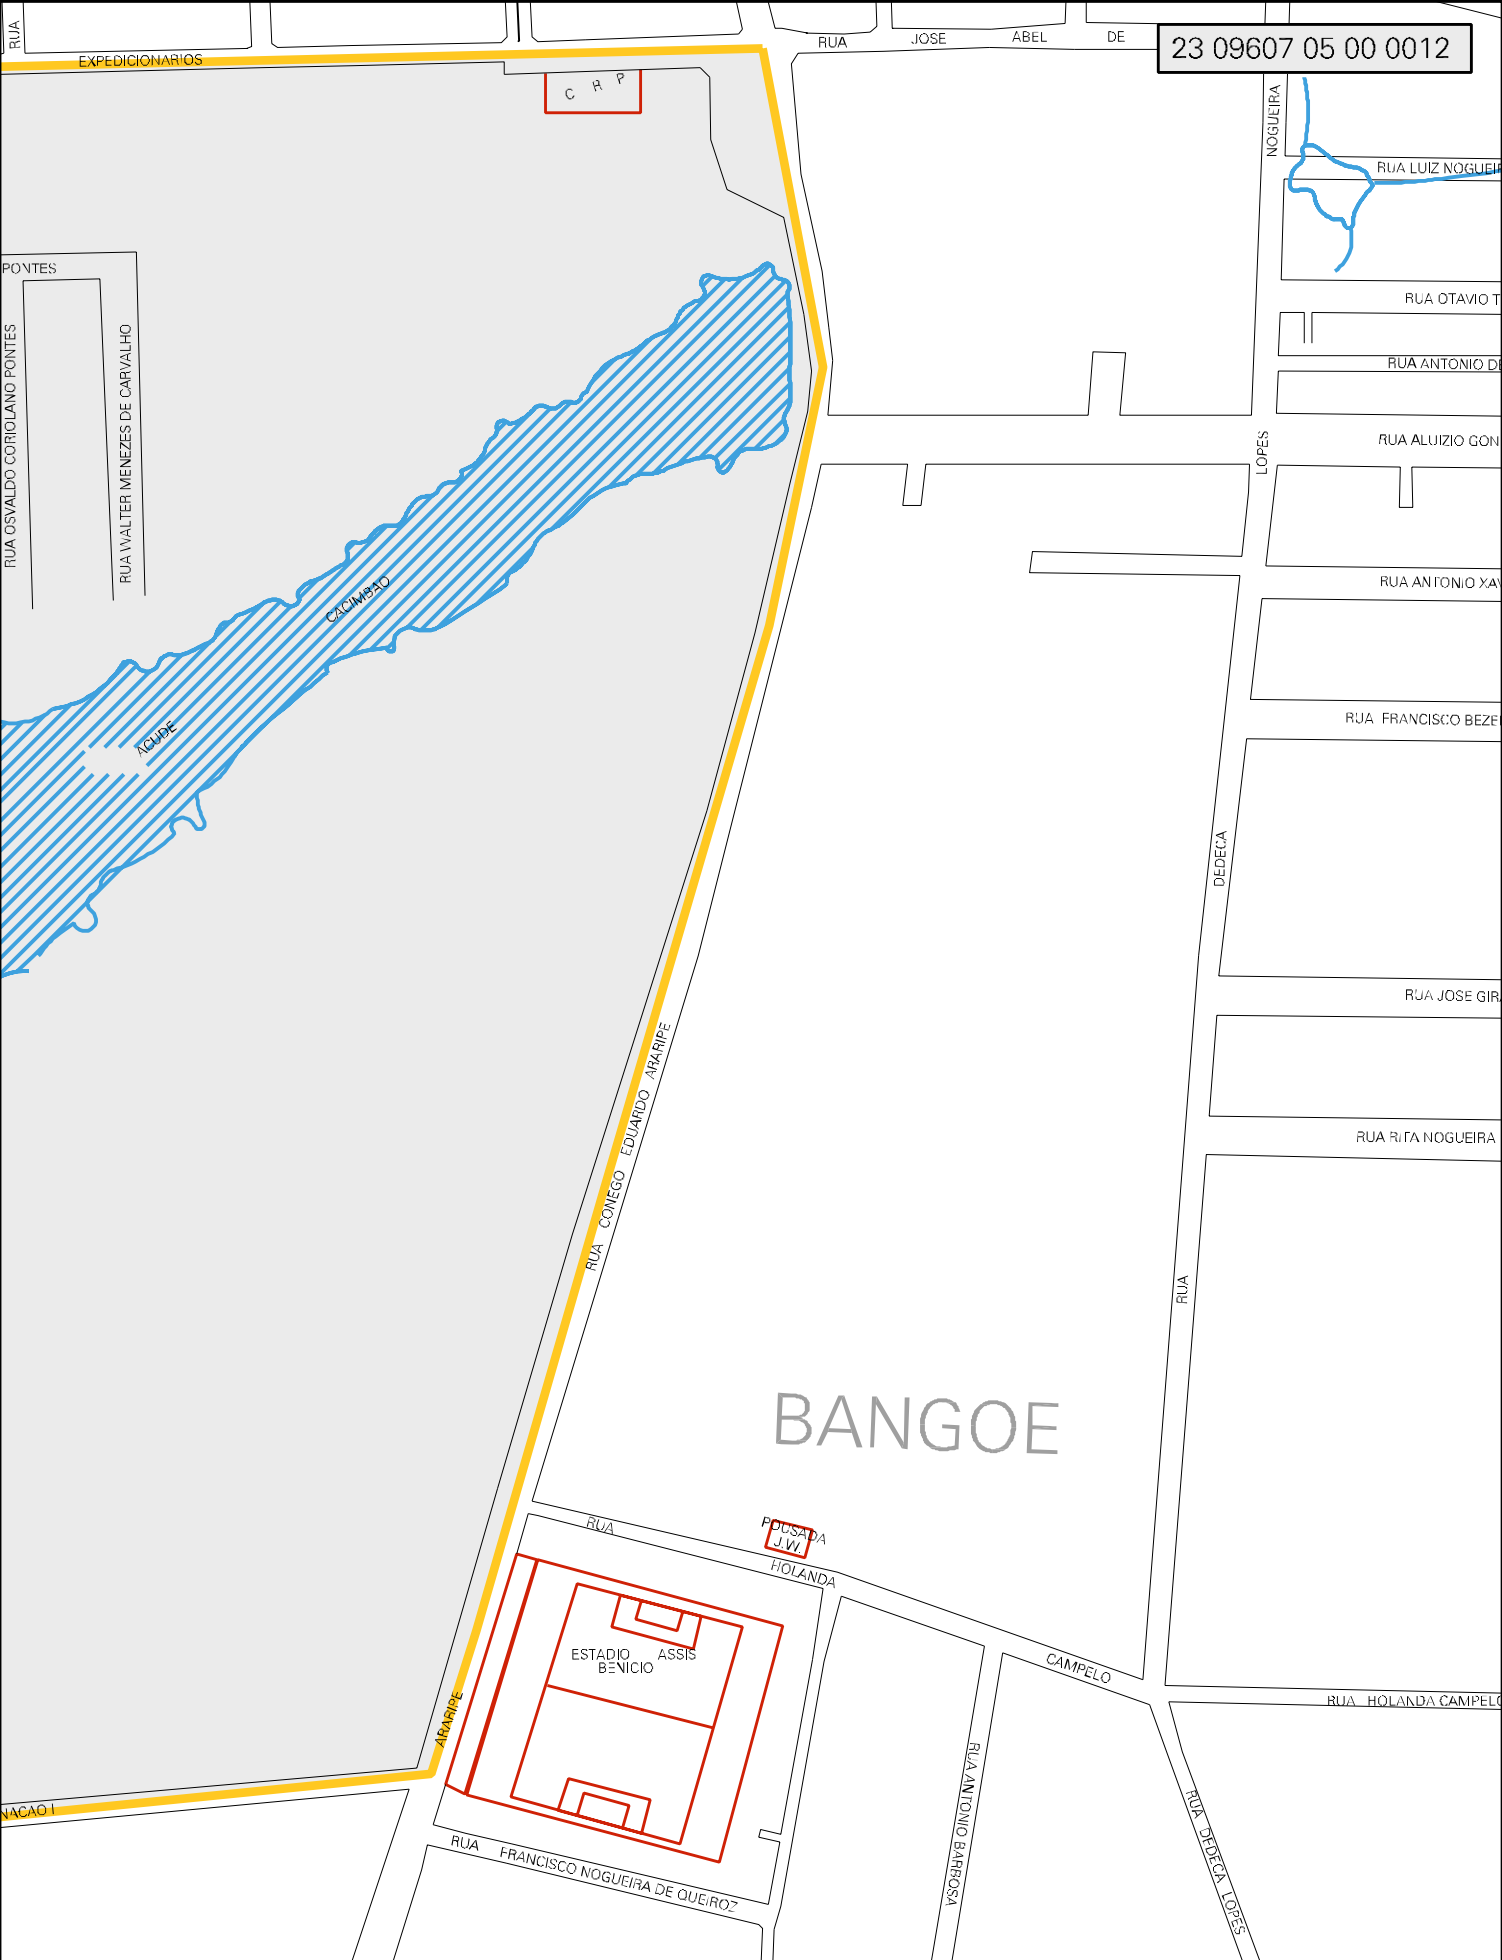 RUA
EXPEDICIONARIOS
RUA JOSE ABEL DE
23 09607 05 00 0012
C R P
NOGUEIRA
RUA LUIZ NOGUEIR
PONTES
RUA OTAVIO T
RUA OSVALDO CORIOLANO PONTES
RUA WALTER MENEZES DE CARVALHO
RUA ANTONIO DE
RUA ALUIZIO GON
LOPES
CACIMBAO
RUA ANTONIO XAV
ACUDE
RUA FRANCISCO BEZE
DEDECA
RUA JOSE GIR
RUA CONEGO EDUARDO ARARIPE
RUA RITA NOGUEIRA
RUA
BANGOE
RUA
POUSADA
J.W.
HOLANDA
ESTADIO ASSIS
BENICIO
CAMPELO
RUA HOLANDA CAMPELO
ARARIPE
RUA ANTONIO BARBOSA
RUA DEDECA LOPES
NACAO I
RUA FRANCISCO NOGUEIRA DE QUEIROZ